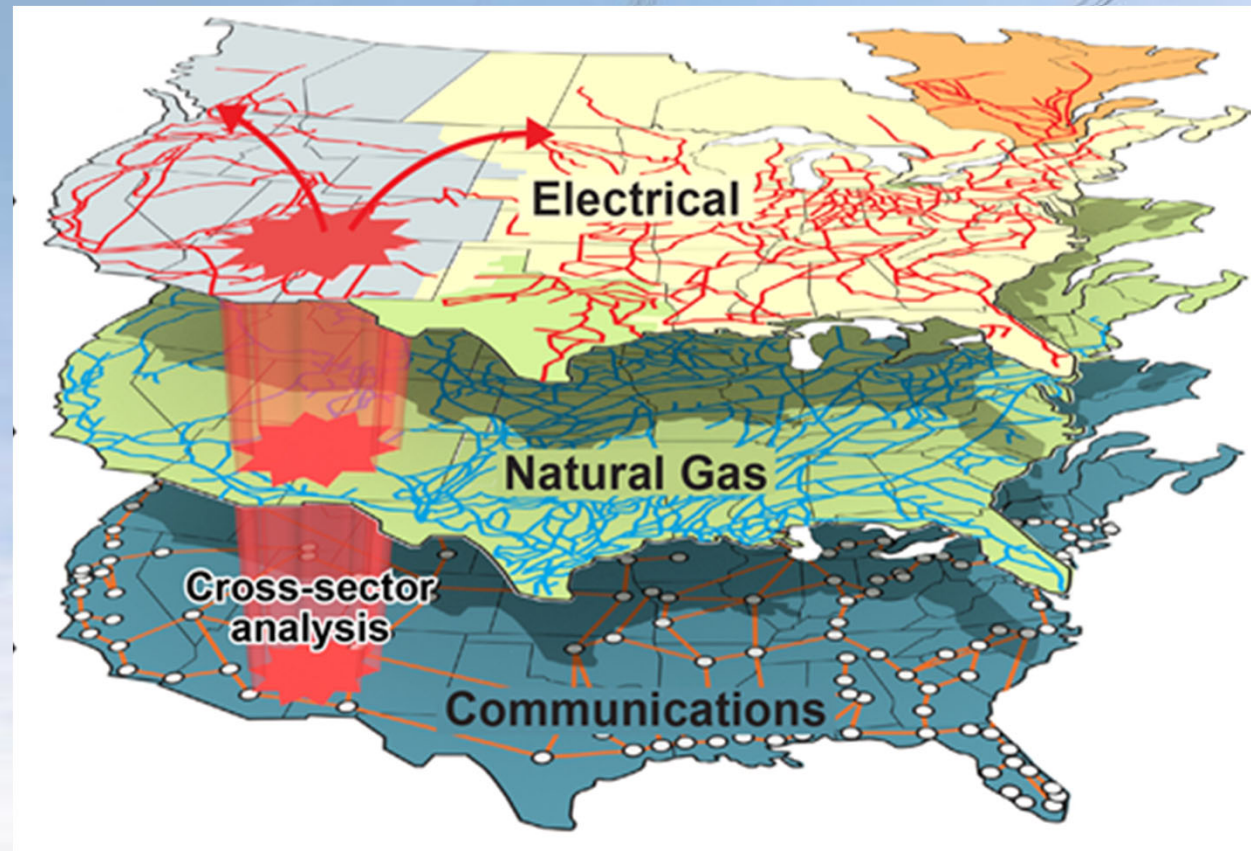 Electrical
Natural Gas
Cross-sector
analysis
Communications